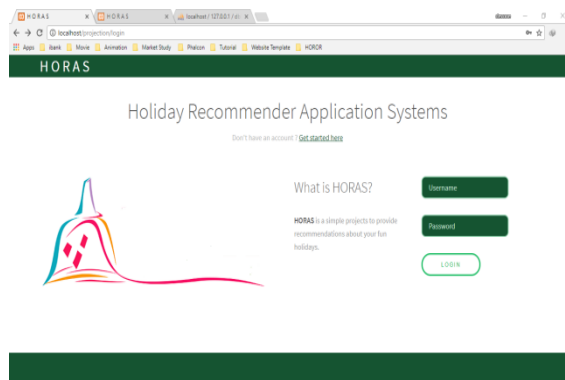 HORAS
HORAS
localhost / 127.0.0.1 /
localhost/projection/login
Apps
ibank
Movie
Animation
Market Study
Phalcon
Tutorial
Website Template
HOROR
HORAS
Holiday Recommender Application Systems
Don't have an account ? Get started here
What is HORAS?
HORAS is a simple projects to provide
recommendations about your fun
holidays.
Username
Password
LOGIN